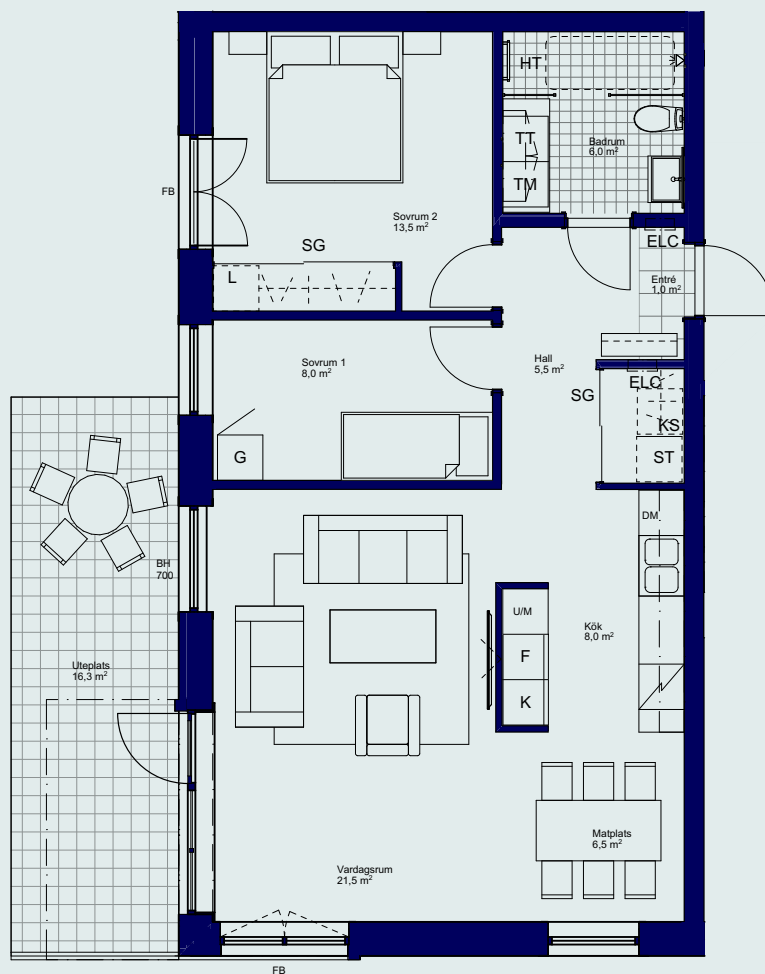 HT
TT
TM
Badrum
6,0 m²
FB
Sovrum 2
13,5 m²
SG
L
ELC
Entré
1,0 m²
Sovrum 1
8,0 m²
Hall
5,5 m²
SG
ELC
KS
ST
G
DM
BH
700
U/M
F
K
Kök
8,0 m²
Uteplats
16,3 m²
Matplats
6,5 m²
Vardagsrum
21,5 m²
FB